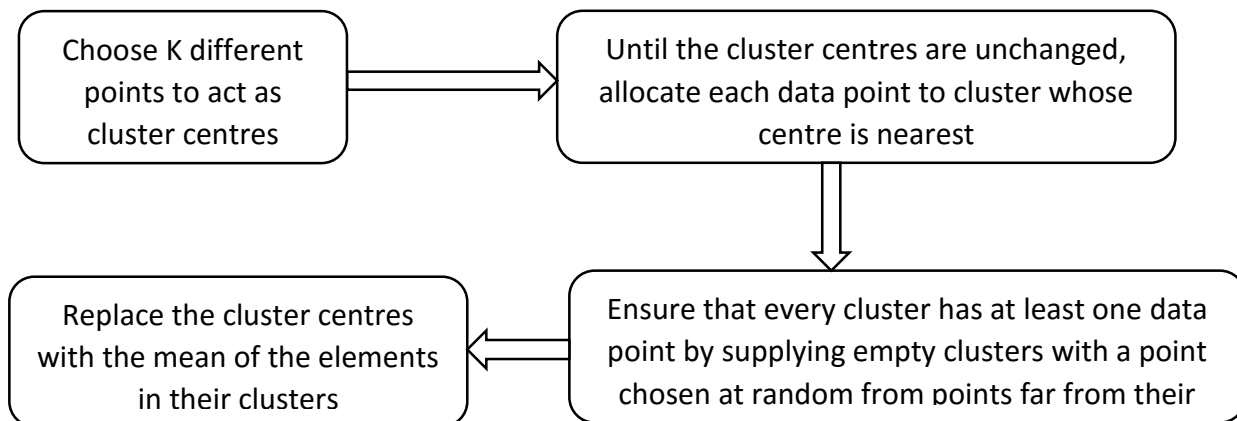 Choose K different
points to act as
cluster centres
Until the cluster centres are unchanged,
allocate each data point to cluster whose
centre is nearest
Ensure that every cluster has at least one data
point by supplying empty clusters with a point
chosen at random from points far from their
Replace the cluster centres
with the mean of the elements
in their clusters